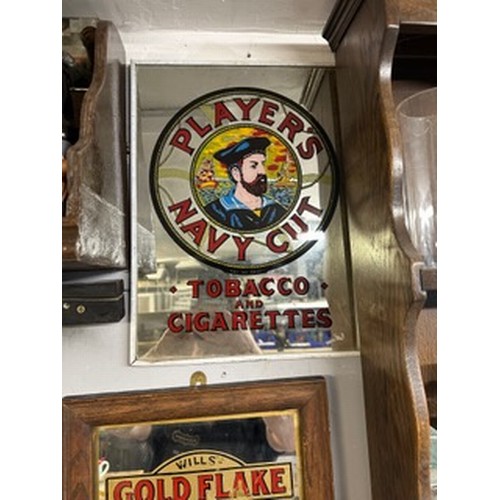 PLAYER'S
NAVY CUT
TOBACCO
AND
CIGARETTES
WILLS
GOLD FLAKE